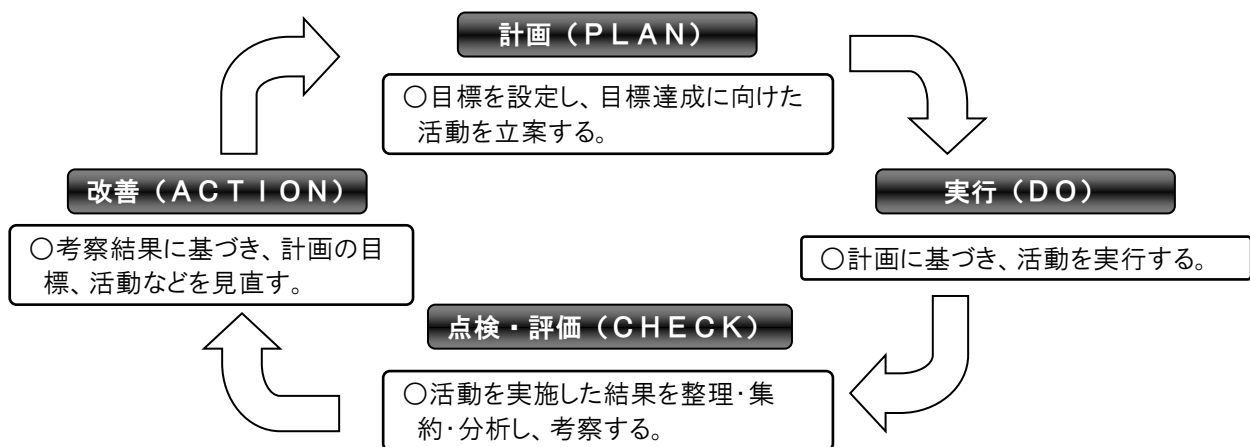 計画(PLAN)
○目標を設定し、目標達成に向けた
活動を立案する。
実行(DO)
○計画に基づき、活動を実行する。
点検・評価(CHECK)
○活動を実施した結果を整理・集
約・分析し、考察する。
改善(ACTION)
○考察結果に基づき、計画の目
標、活動などを見直す。